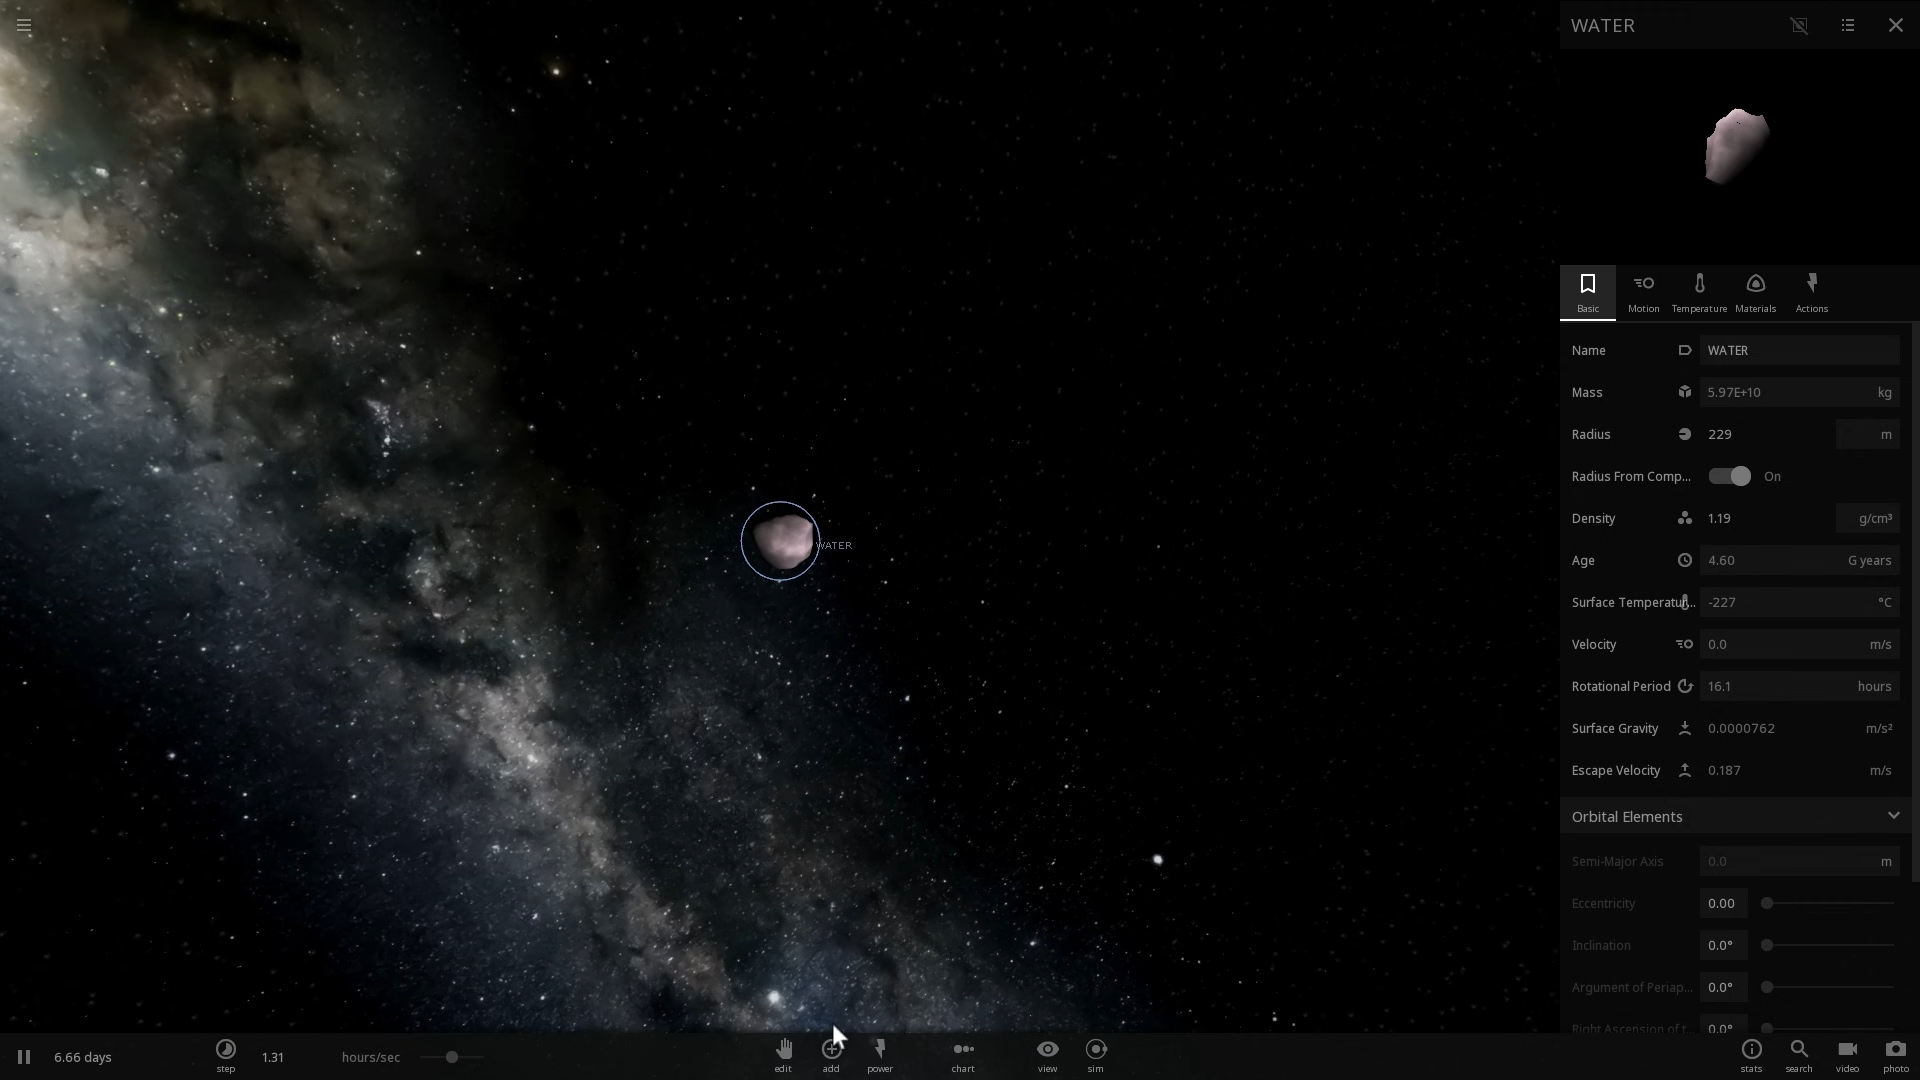 WATER
Basic
Motion
Temperature
Materials
Actions
Name WATER
Mass 5.97E+10 kg
Radius 229 m
Radius From Comp... On
Density 1.19 g/cm³
Age 4.60 G years
Surface Temperatur... -227 °C
Velocity 0.0 m/s
Rotational Period 16.1 hours
Surface Gravity 0.0000762 m/s²
Escape Velocity 0.187 m/s
Orbital Elements
Semi-Major Axis 0.0 m
Eccentricity 0.00
Inclination 0.0°
Argument of Periap... 0.0°
Right Ascension of t... 0.0°
WATER
6.66 days
step
1.31 hours/sec
edit
add
power
chart
view
sim
stats
search
video
photo